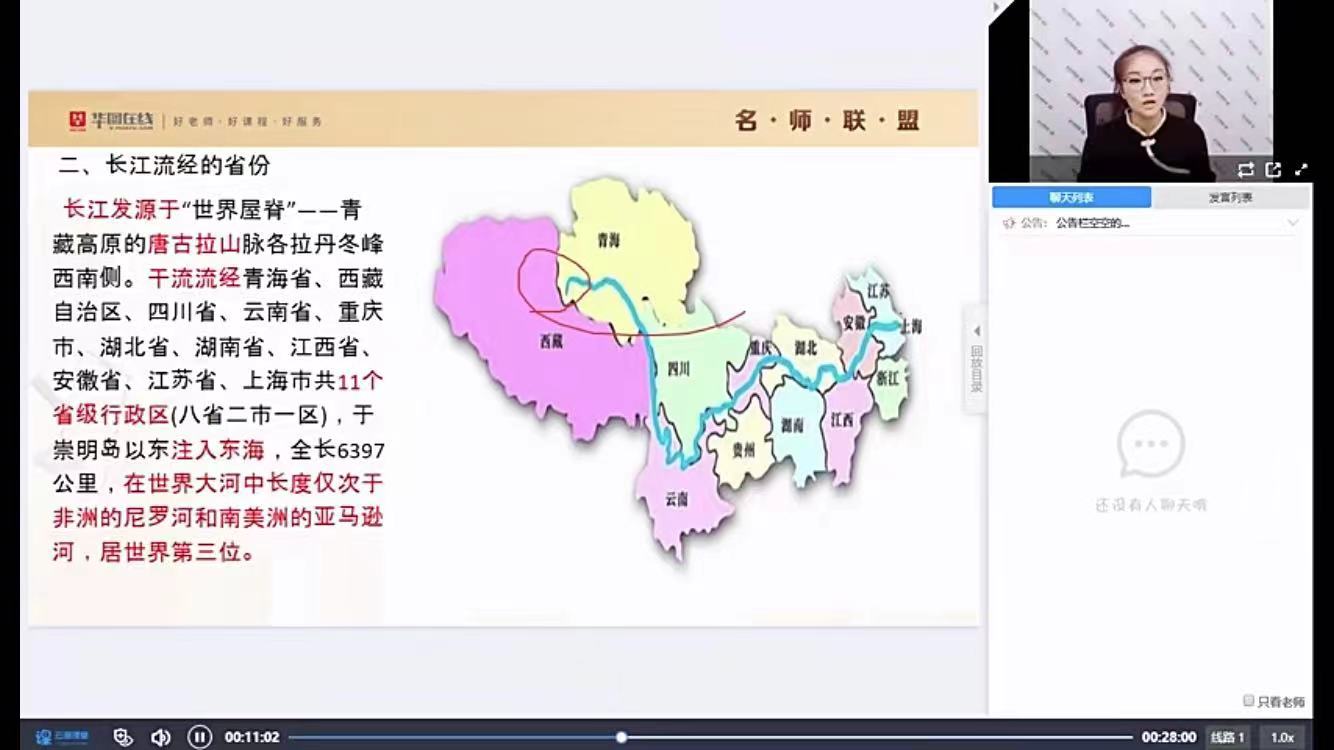 华图在线
好老师·好课程·好服务
名·师·联·盟
二、长江流经的省份
长江发源于“世界屋脊”——青
藏高原的唐古拉山脉各拉丹冬峰
西南侧。干流流经青海省、西藏
自治区、四川省、云南省、重庆
市、湖北省、湖南省、江西省、
安徽省、江苏省、上海市共11个
省级行政区(八省二市一区)，于
崇明岛以东注入东海，全长6397
公里，在世界大河中长度仅次于
非洲的尼罗河和南美洲的亚马逊
河，居世界第三位。
青海
西藏
四川
重庆
湖北
安徽
江苏
上海
浙江
江西
湖南
贵州
云南
回放目录
聊天列表
发言列表
公告：
公告栏空空的...
还没有人聊天哦
只看老师
00:11:02
00:28:00
线路 1
1.0x